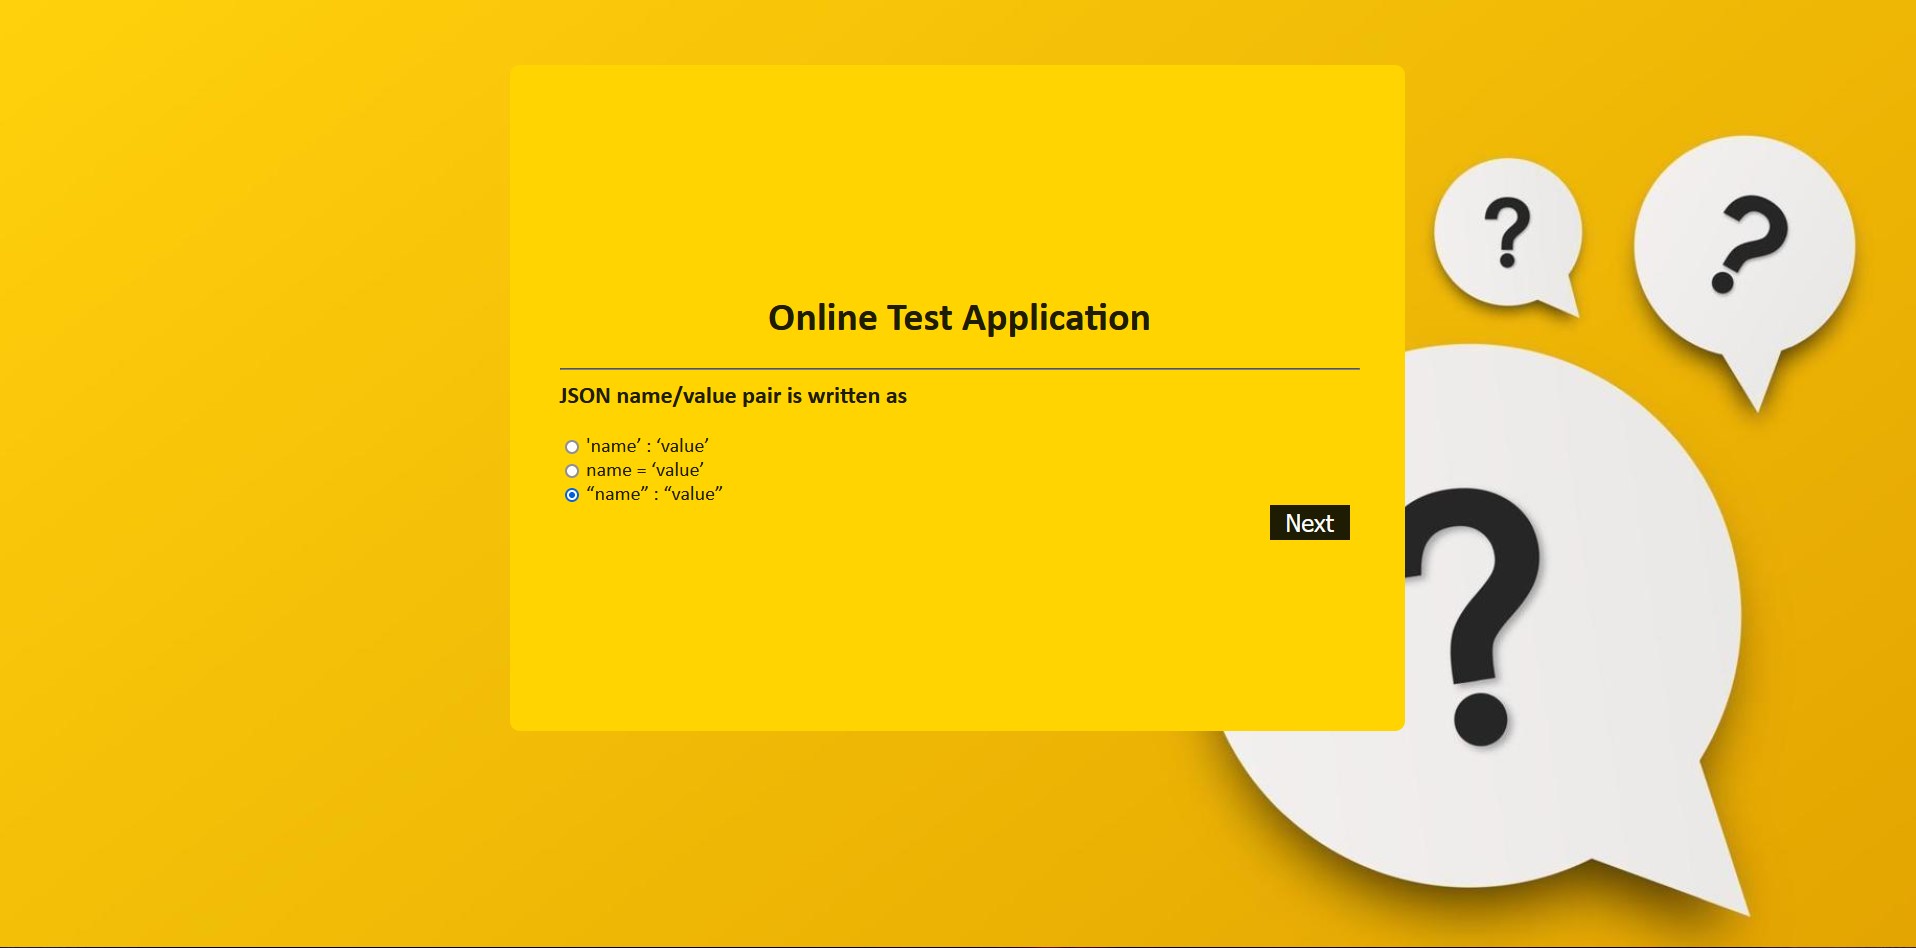 Online Test Application
JSON name/value pair is written as
'name’ : ‘value’
name = ‘value’
“name” : “value”
Next
?
?
?